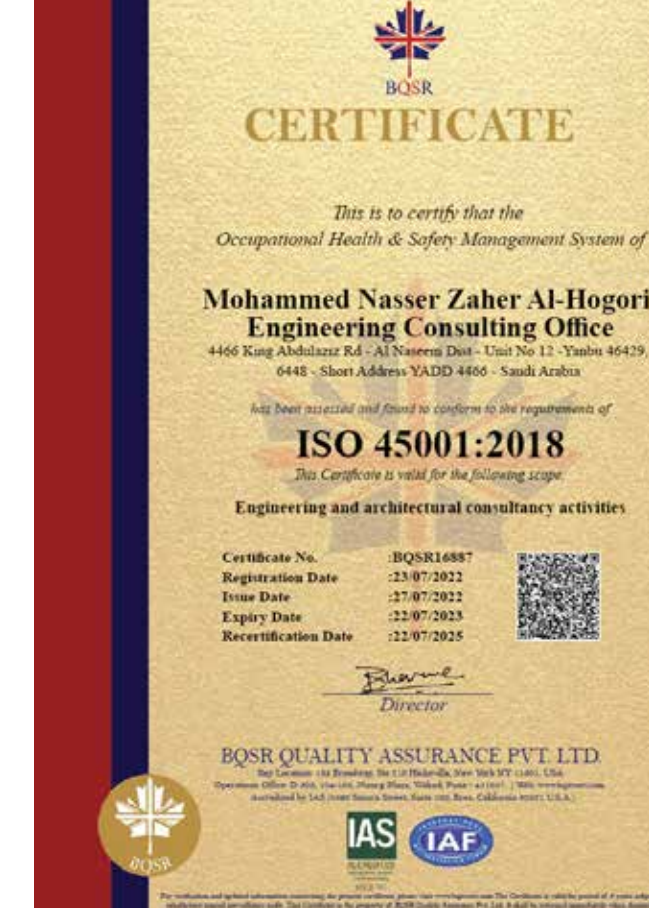 BQSR
CERTIFICATE
This is to certify that the
Occupational Health & Safety Management System of
Mohammed Nasser Zaher Al-Hogori
Engineering Consulting Office
4466 King Abdulaziz Rd - Al Naseem Dist - Unit No 12 -Yanbu 46429,
6448 - Short Address YADD 4466 - Saudi Arabia
has been assessed and found to conform to the requirements of
ISO 45001:2018
This Certificate is valid for the following scope:
Engineering and architectural consultancy activities
Certificate No. :BQSR16887
Registration Date :23/07/2022
Issue Date :27/07/2022
Expiry Date :22/07/2023
Recertification Date :22/07/2025
Director
BQSR QUALITY ASSURANCE PVT. LTD.
BQSR
IAS
IAF